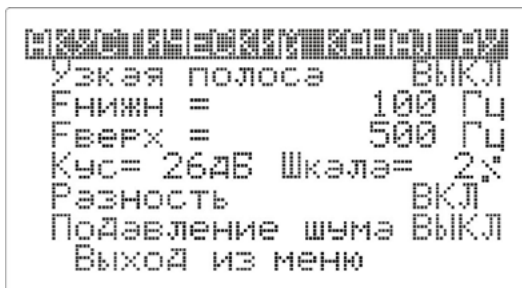 АКУСТИЧЕСКИЙ КАНАЛ АУ
Узкая полоса ВЫКЛ
Fнижн = 100 Гц
Fверх = 500 Гц
Kус= 26дБ Шкала= 2%
Разность ВКЛ
Подавление шума ВЫКЛ
Выход из меню